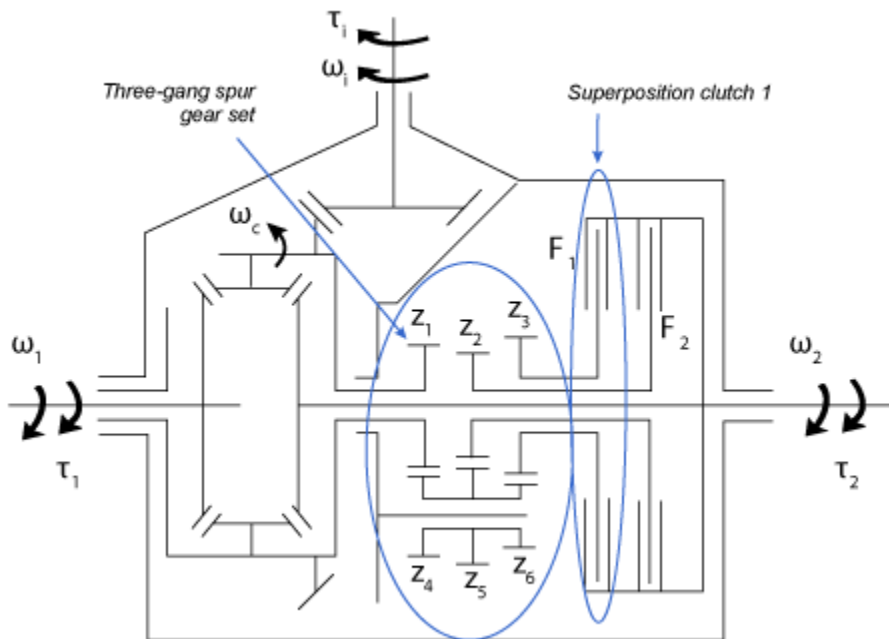 τi
ωi
Three-gang spur
gear set
Superposition clutch 1
ωc
F1
z1
z2
z3
F2
ω1
ω2
τ1
τ2
z4
z5
z6